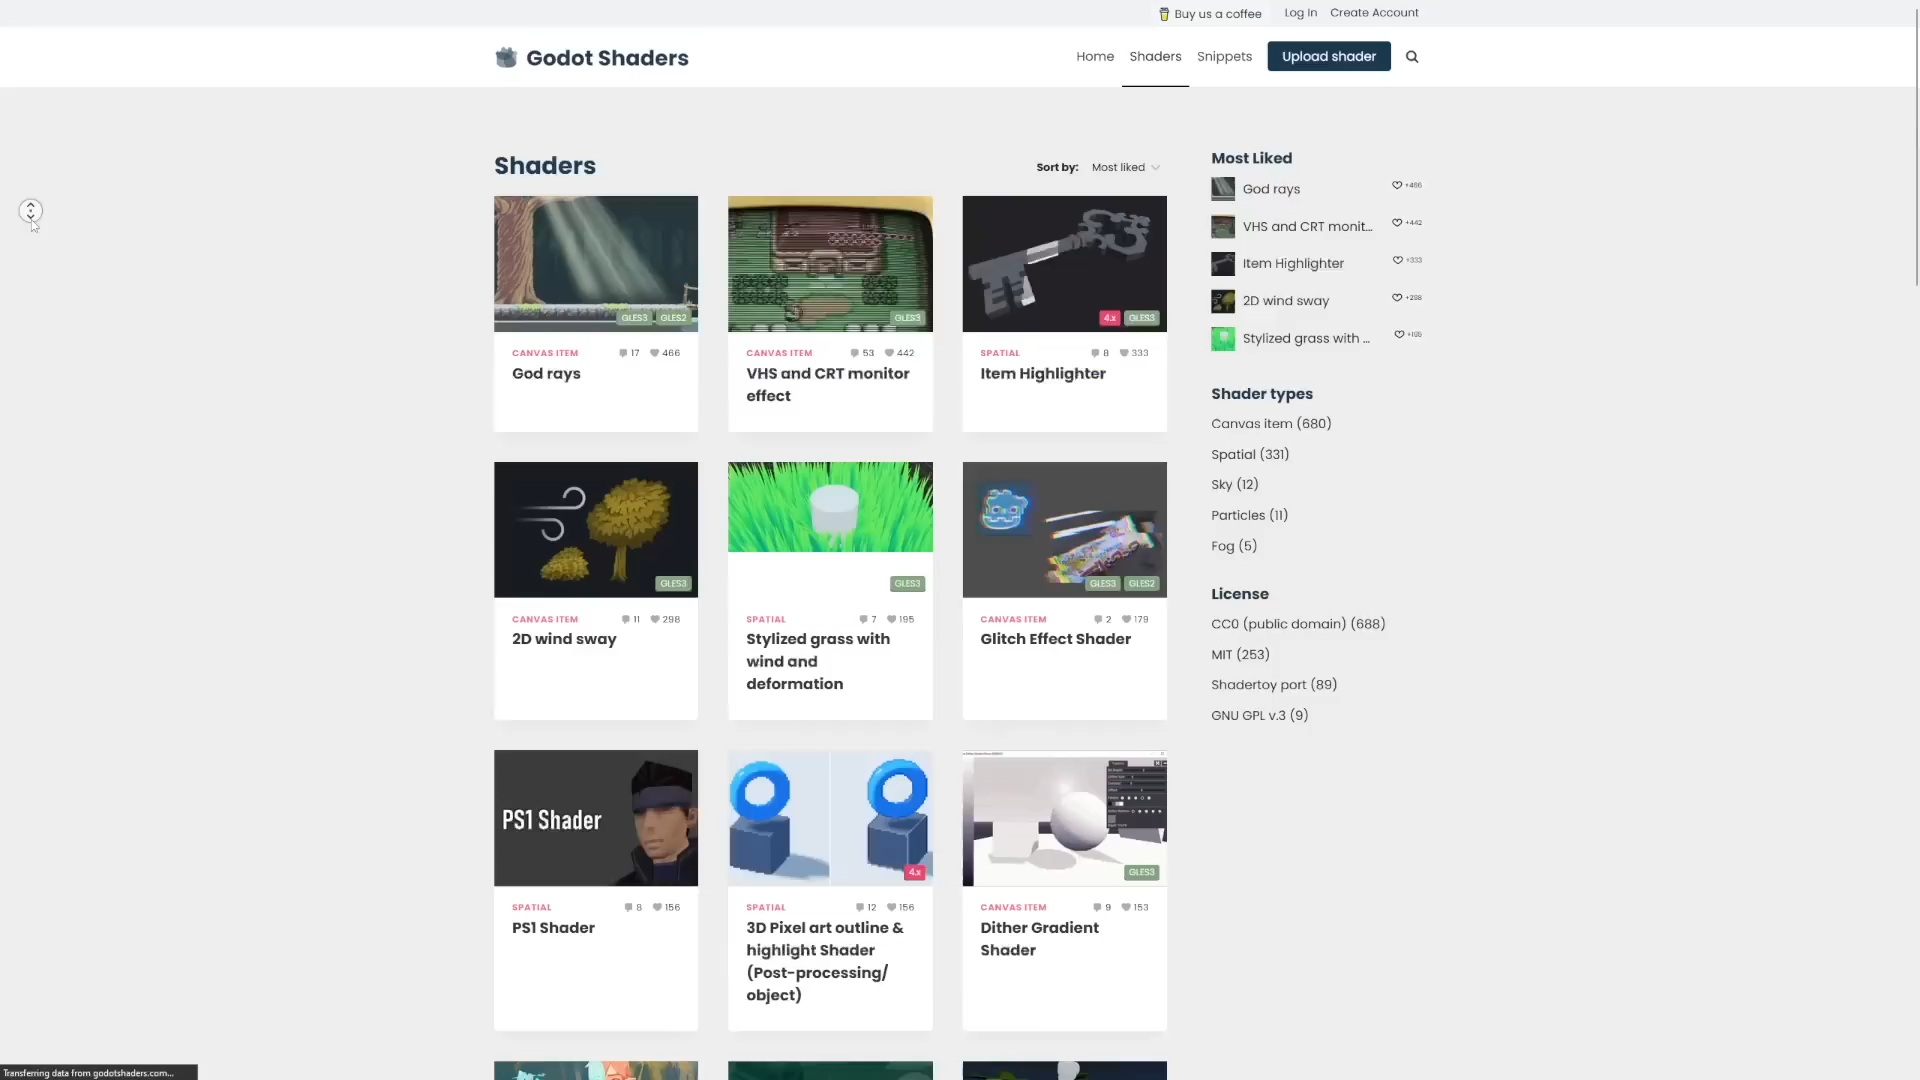 Buy us a coffee
Log In
Create Account
Godot Shaders
Home
Shaders
Snippets
Upload shader
Shaders
Sort by:
Most liked
GLES3
GLES2
CANVAS ITEM
17
466
God rays
GLES3
CANVAS ITEM
53
442
VHS and CRT monitor
effect
4.x
GLES3
SPATIAL
8
333
Item Highlighter
GLES3
CANVAS ITEM
11
298
2D wind sway
GLES3
SPATIAL
7
195
Stylized grass with
wind and
deformation
GLES3
GLES2
CANVAS ITEM
2
179
Glitch Effect Shader
PS1 Shader
SPATIAL
8
156
PS1 Shader
4.x
SPATIAL
12
156
3D Pixel art outline &
highlight Shader
(Post-processing/
object)
GLES3
CANVAS ITEM
9
153
Dither Gradient
Shader
Most Liked
God rays
+466
VHS and CRT monit...
+442
Item Highlighter
+333
2D wind sway
+298
Stylized grass with ...
+195
Shader types
Canvas item (680)
Spatial (331)
Sky (12)
Particles (11)
Fog (5)
License
CC0 (public domain) (688)
MIT (253)
Shadertoy port (89)
GNU GPL v.3 (9)
Transferring data from godotshaders.com...